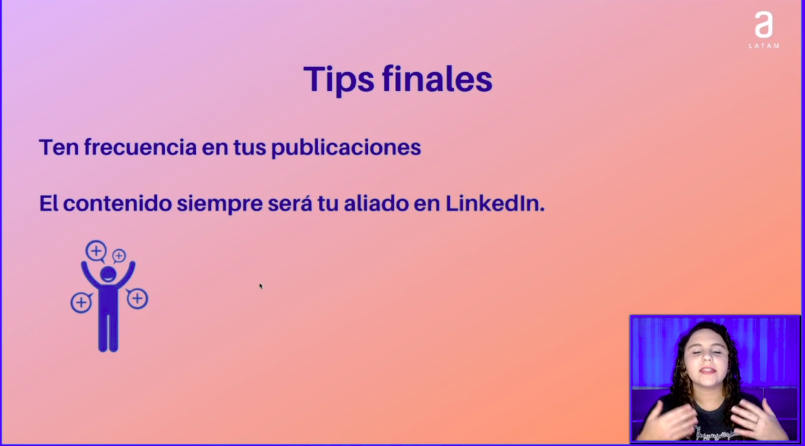 a
LATAM
Tips finales
Ten frecuencia en tus publicaciones
El contenido siempre será tu aliado en LinkedIn.